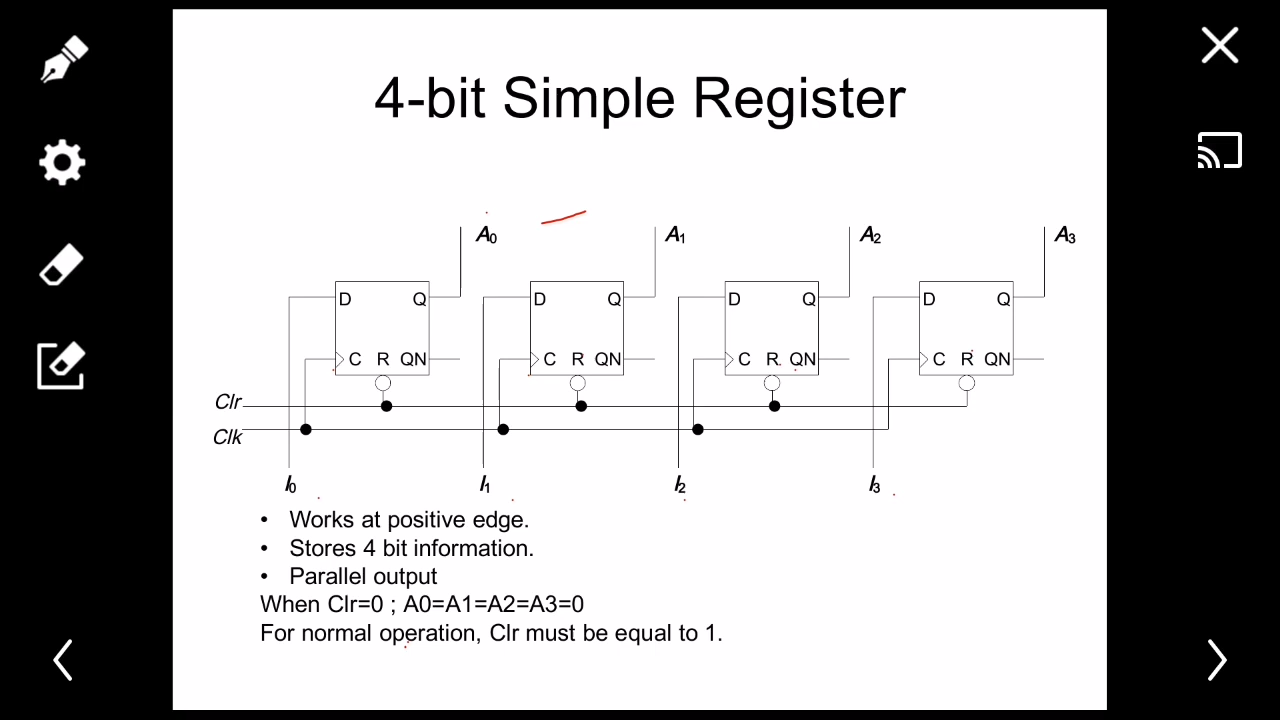 4-bit Simple Register
A0 A1 A2 A3
D Q D Q D Q D Q
C R QN C R QN C R QN C R QN
Clr
Clk
I0 I1 I2 I3
• Works at positive edge.
• Stores 4 bit information.
• Parallel output
When Clr=0 ; A0=A1=A2=A3=0
For normal operation, Clr must be equal to 1.